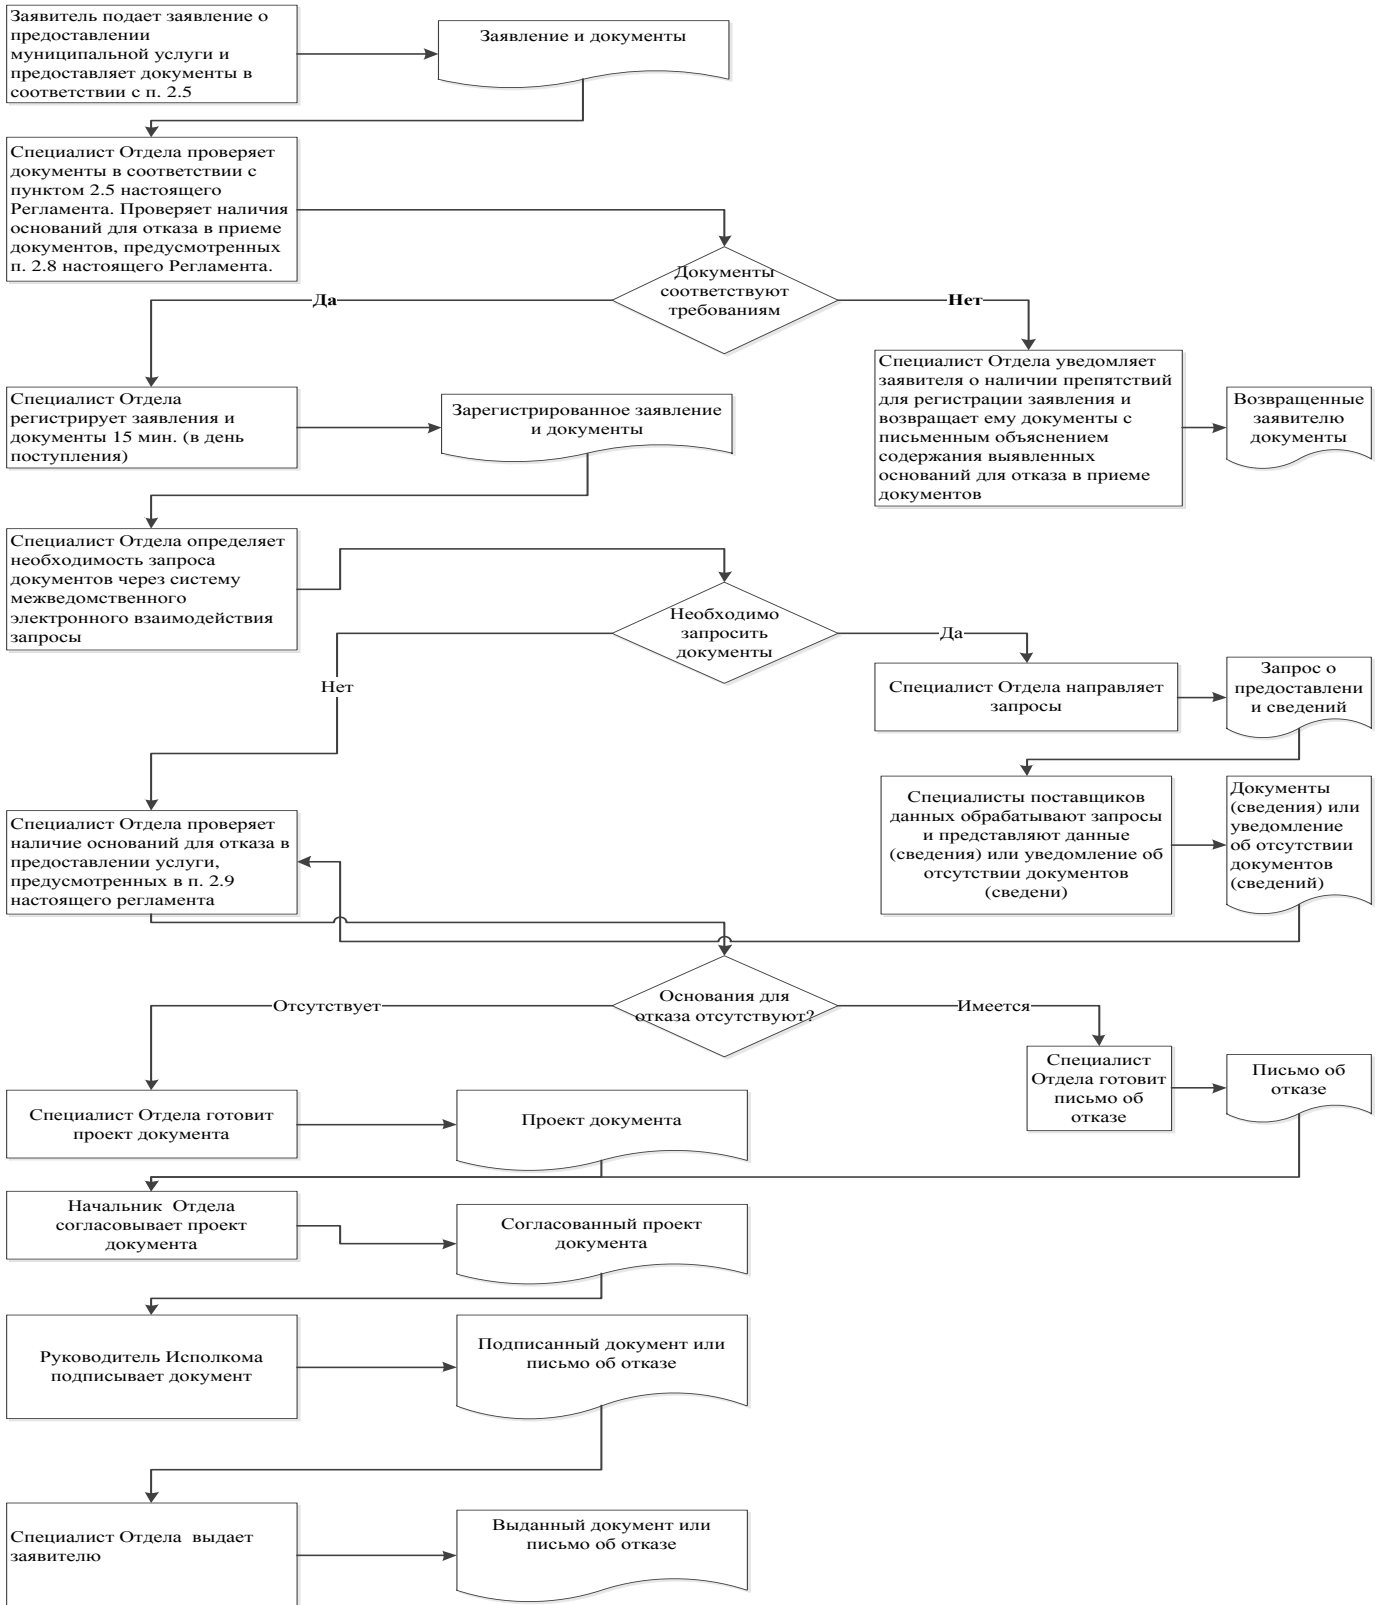 Заявитель подает заявление о
предоставлении
муниципальной услуги и
предоставляет документы в
соответствии с п. 2.5
Заявление и документы
Специалист Отдела проверяет
документы в соответствии с
пунктом 2.5 настоящего
Регламента. Проверяет наличия
оснований для отказа в приеме
документов, предусмотренных
п. 2.8 настоящего Регламента.
Документы
соответствуют
требованиям
Да
Нет
Специалист Отдела
регистрирует заявления и
документы 15 мин. (в день
поступления)
Зарегистрированное заявление
и документы
Специалист Отдела уведомляет
заявителя о наличии препятствий
для регистрации заявления и
возвращает ему документы с
письменным объяснением
содержания выявленных
оснований для отказа в приеме
документов
Возвращенные
заявителю
документы
Специалист Отдела определяет
необходимость запроса
документов через систему
межведомственного
электронного взаимодействия
запросы
Необходимо
запросить
документы
Да
Нет
Специалист Отдела направляет
запросы
Запрос о
предоставлени
и сведений
Специалисты поставщиков
данных обрабатывают запросы
и представляют данные
(сведения) или уведомление об
отсутствии документов
(сведени)
Документы
(сведения) или
уведомление
об отсутствии
документов
(сведений)
Специалист Отдела проверяет
наличие оснований для отказа в
предоставлении услуги,
предусмотренных в п. 2.9
настоящего регламента
Основания для
отказа отсутствуют?
Отсутствует
Имеется
Специалист
Отдела готовит
письмо об
отказе
Письмо об
отказе
Специалист Отдела готовит
проект документа
Проект документа
Начальник  Отдела
согласовывает проект
документа
Согласованный проект
документа
Руководитель Исполкома
подписывает документ
Подписанный документ или
письмо об отказе
Специалист Отдела  выдает
заявителю
Выданный документ или
письмо об отказе